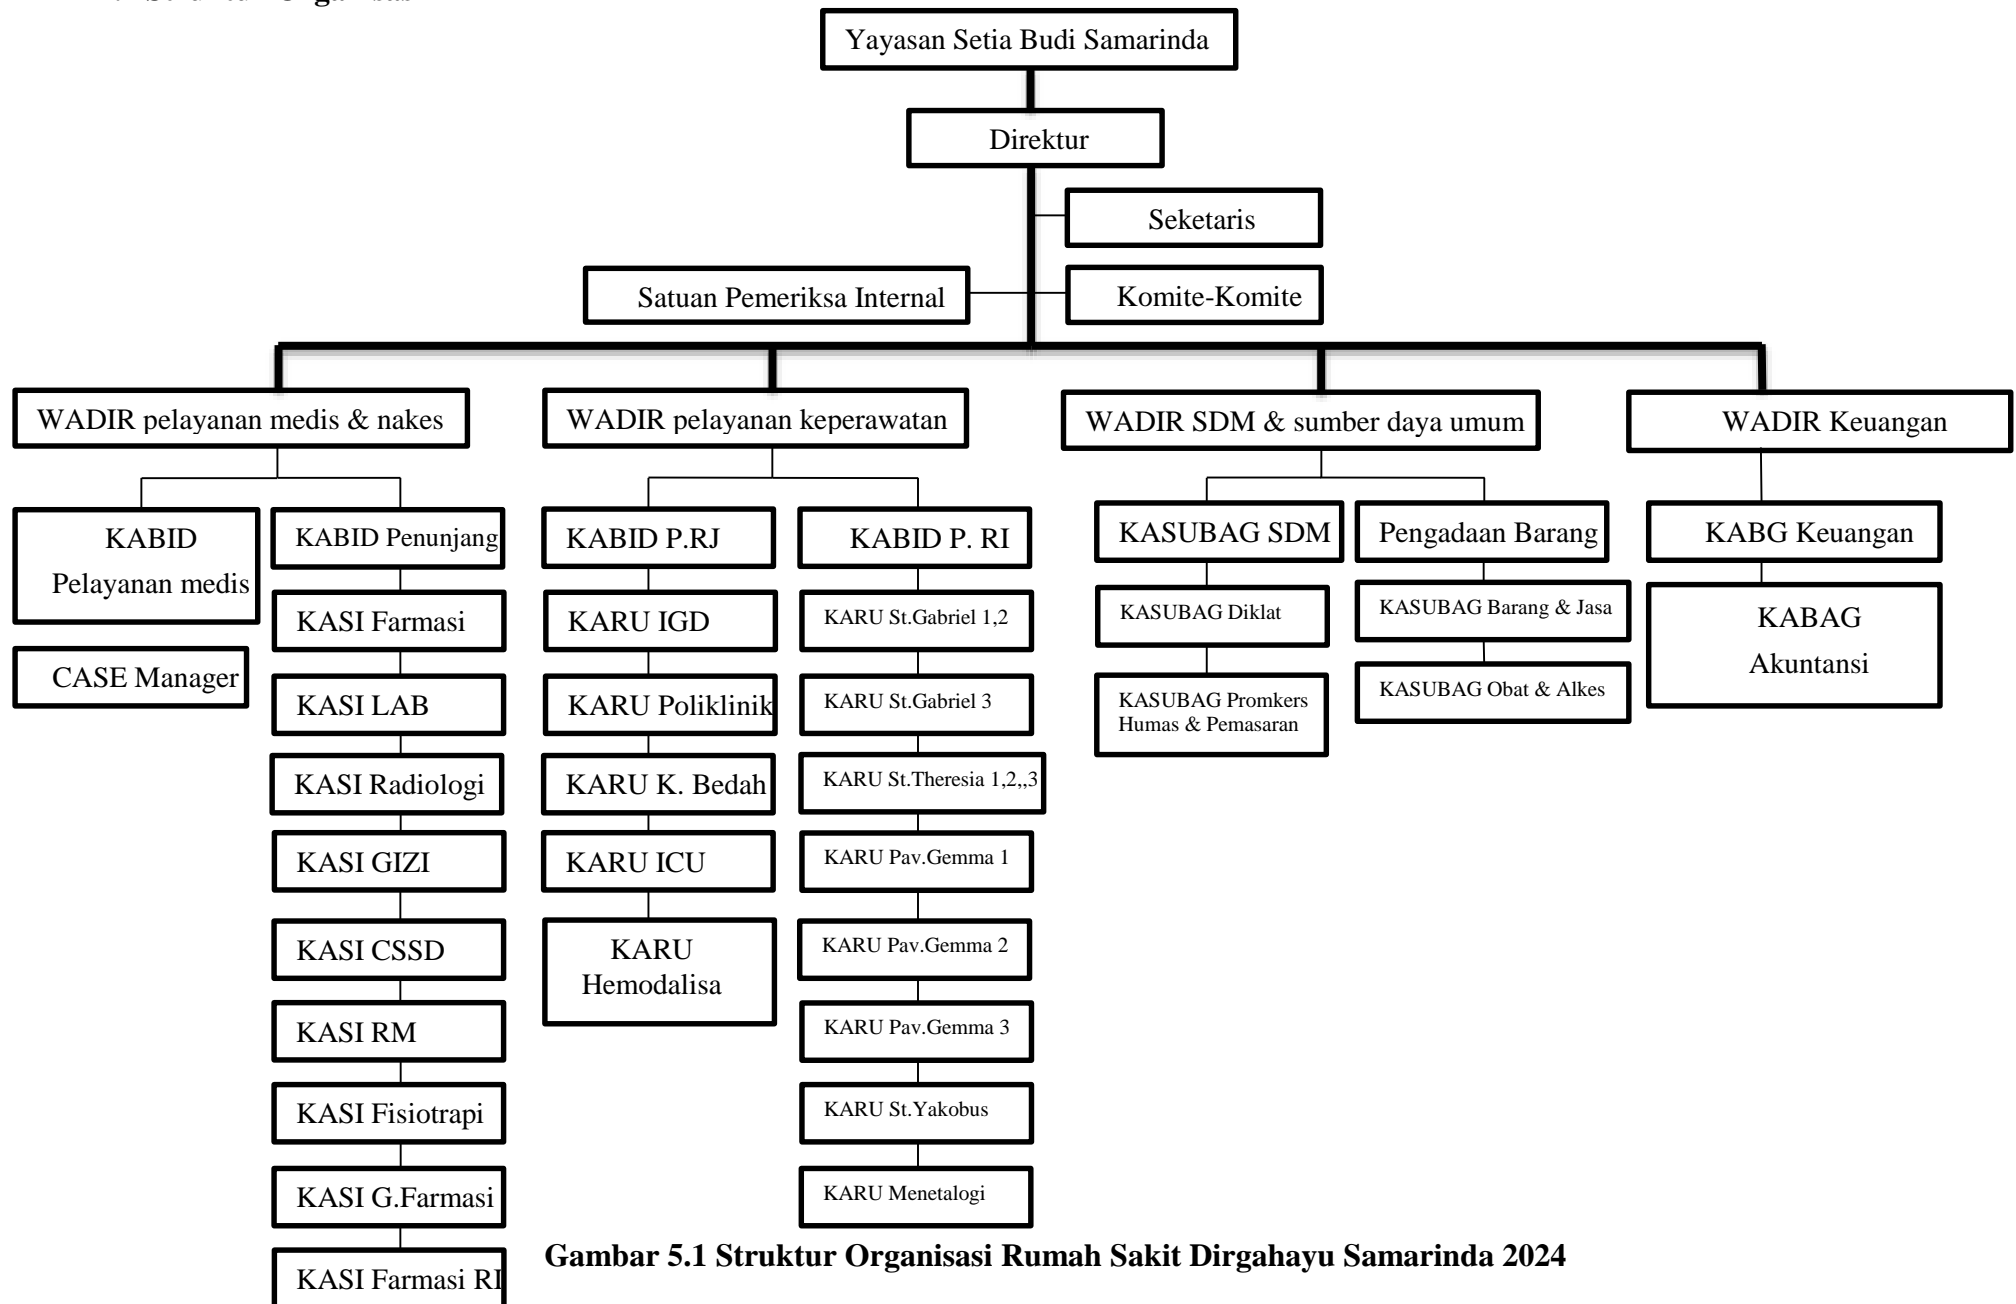 Struktur Organisasi
Yayasan Setia Budi Samarinda
Direktur
Seketaris
Satuan Pemeriksa Internal
Komite-Komite
WADIR pelayanan medis & nakes
WADIR pelayanan keperawatan
WADIR SDM & sumber daya umum
WADIR Keuangan
KABID
Pelayanan medis
CASE Manager
KABID Penunjang
KASI Farmasi
KASI LAB
KASI Radiologi
KASI GIZI
KASI CSSD
KASI RM
KASI Fisiotrapi
KASI G.Farmasi
KASI Farmasi RI
KABID P.RJ
KARU IGD
KARU Poliklinik
KARU K. Bedah
KARU ICU
KARU
Hemodalisa
KABID P. RI
KARU St.Gabriel 1,2
KARU St.Gabriel 3
KARU St.Theresia 1,2,,3
KARU Pav.Gemma 1
KARU Pav.Gemma 2
KARU Pav.Gemma 3
KARU St.Yakobus
KARU Menetalogi
KASUBAG SDM
KASUBAG Diklat
KASUBAG Promkers
Humas & Pemasaran
Pengadaan Barang
KASUBAG Barang & Jasa
KASUBAG Obat & Alkes
KABG Keuangan
KABAG
Akuntansi
Gambar 5.1 Struktur Organisasi Rumah Sakit Dirgahayu Samarinda 2024